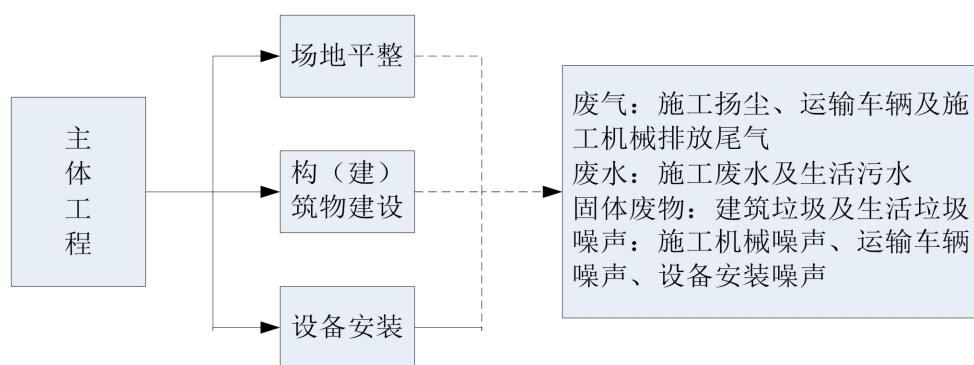 主
体
工
程
场地平整
构（建）
筑物建设
设备安装
废气：施工扬尘、运输车辆及施
工机械排放尾气
废水：施工废水及生活污水
固体废物：建筑垃圾及生活垃圾
噪声：施工机械噪声、运输车辆
噪声、设备安装噪声